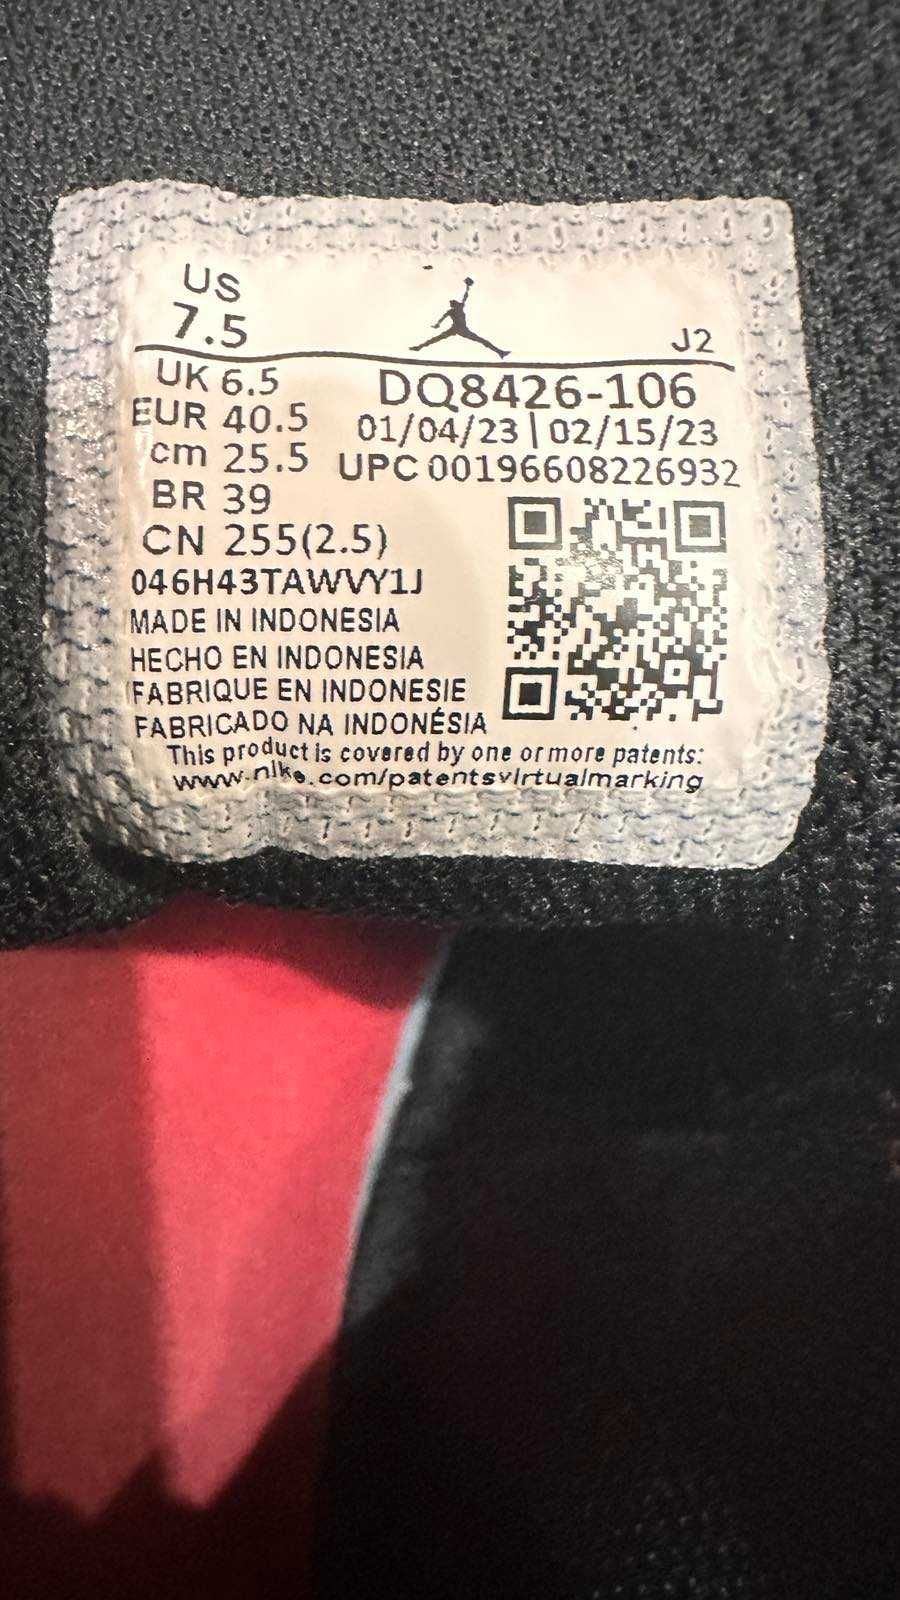 US
7.5
J2
UK 6.5
EUR 40.5
cm 25.5
BR 39
CN 255(2.5)
DQ8426-106
01/04/23 | 02/15/23
UPC 00196608226932
046H43TAWVY1J
MADE IN INDONESIA
HECHO EN INDONESIA
FABRIQUE EN INDONESIE
FABRICADO NA INDONÉSIA
This product is covered by one or more patents:
www.nike.com/patentsvirtualmarking